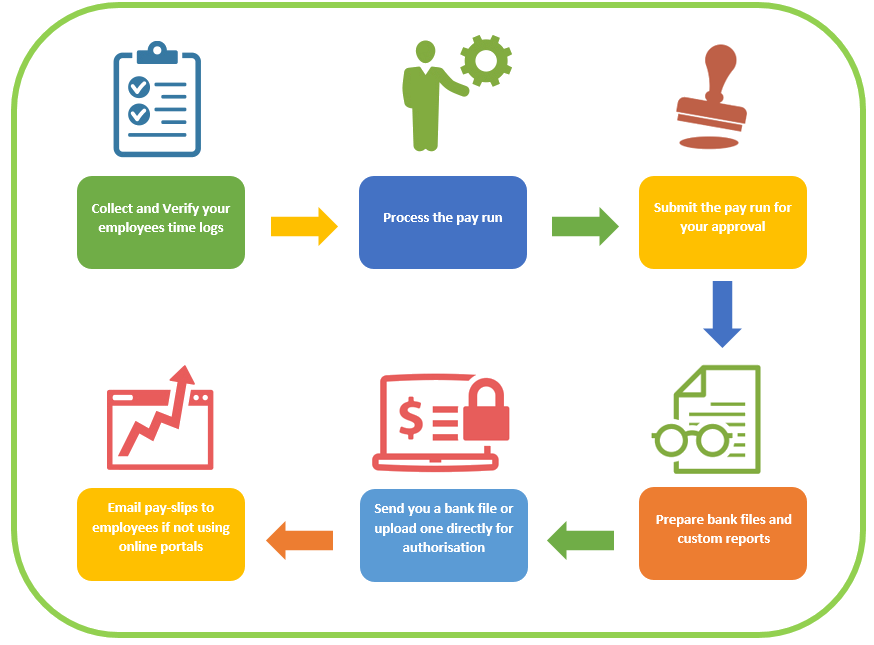 Collect and Verify your
employees time logs
Process the pay run
Submit the pay run for
your approval
Prepare bank files and
custom reports
$
Send you a bank file or
upload one directly for
authorisation
Email pay-slips to
employees if not using
online portals